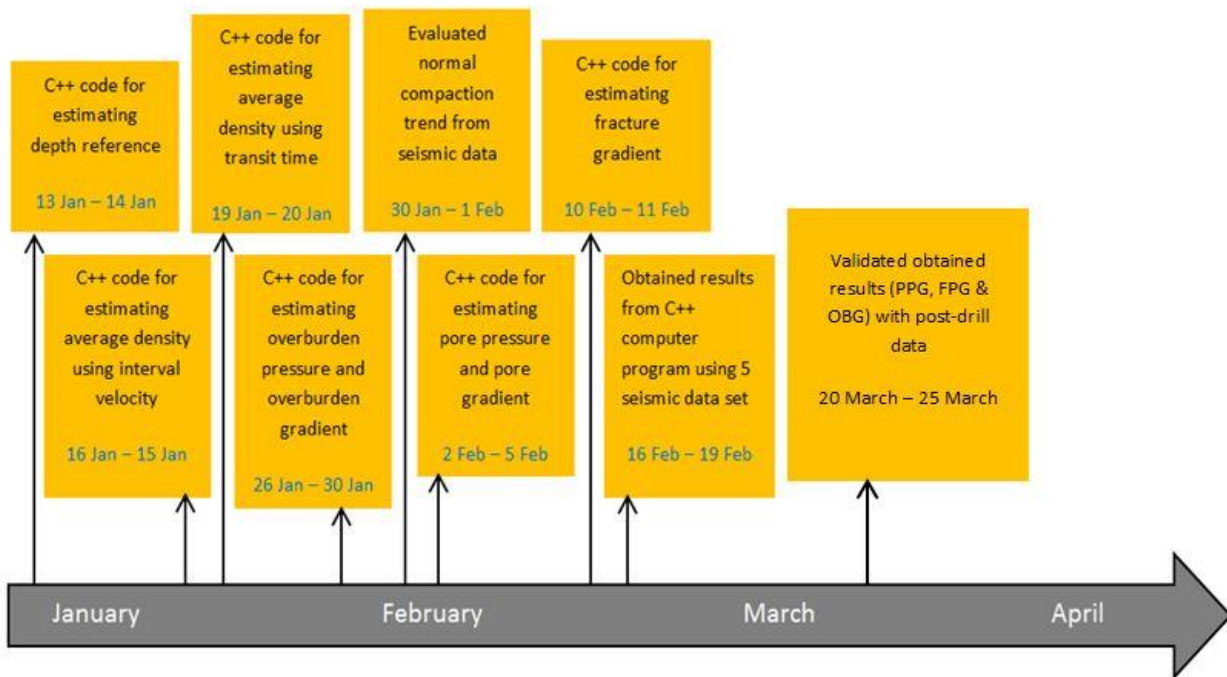 C++ code for
estimating
depth reference
13 Jan – 14 Jan
C++ code for
estimating
average density
using interval
velocity
16 Jan – 15 Jan
C++ code for
estimating
average
density using
transit time
19 Jan – 20 Jan
C++ code for
estimating
overburden
pressure and
overburden
gradient
26 Jan – 30 Jan
Evaluated
normal
compaction
trend from
seismic data
30 Jan – 1 Feb
C++ code for
estimating
pore pressure
and pore
gradient
2 Feb – 5 Feb
C++ code for
estimating
fracture
gradient
10 Feb – 11 Feb
Obtained results
from C++
computer
program using 5
seismic data set
16 Feb – 19 Feb
Validated obtained
results (PPG, FPG &
OBG) with post-drill
data
20 March – 25 March
January February March April